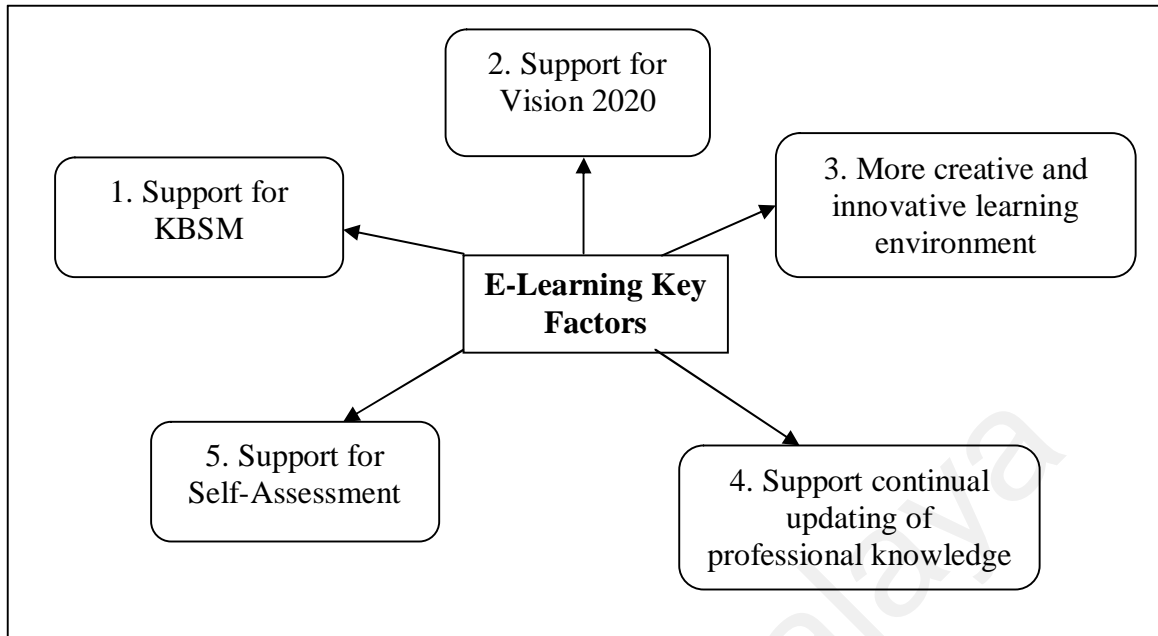 1. Support for
KBSM
2. Support for
Vision 2020
3. More creative and
innovative learning
environment
E-Learning Key
Factors
5. Support for
Self-Assessment
4. Support continual
updating of
professional knowledge